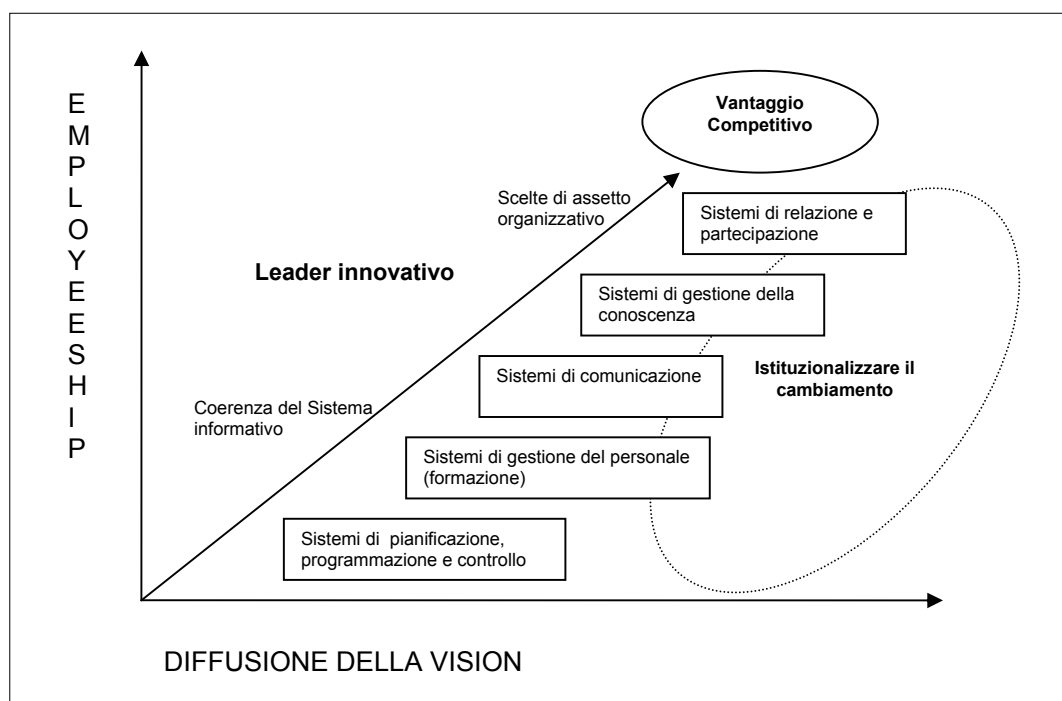 EMPLOYEESHIP
Vantaggio
Competitivo
Scelte di assetto
organizzativo
Sistemi di relazione e
partecipazione
Leader innovativo
Sistemi di gestione della
conoscenza
Sistemi di comunicazione
Istituzionalizzare il
cambiamento
Coerenza del Sistema
informativo
Sistemi di gestione del personale
(formazione)
Sistemi di pianificazione,
programmazione e controllo
DIFFUSIONE DELLA VISION